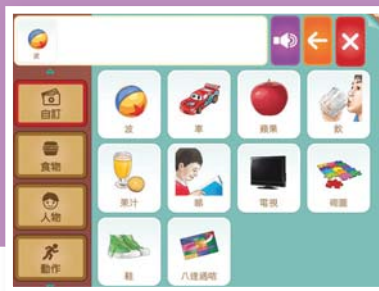 波
自訂
食物
人物
動作
波
車
蘋果
飲
果汁
睇
電視
砌圖
鞋
八達通咭